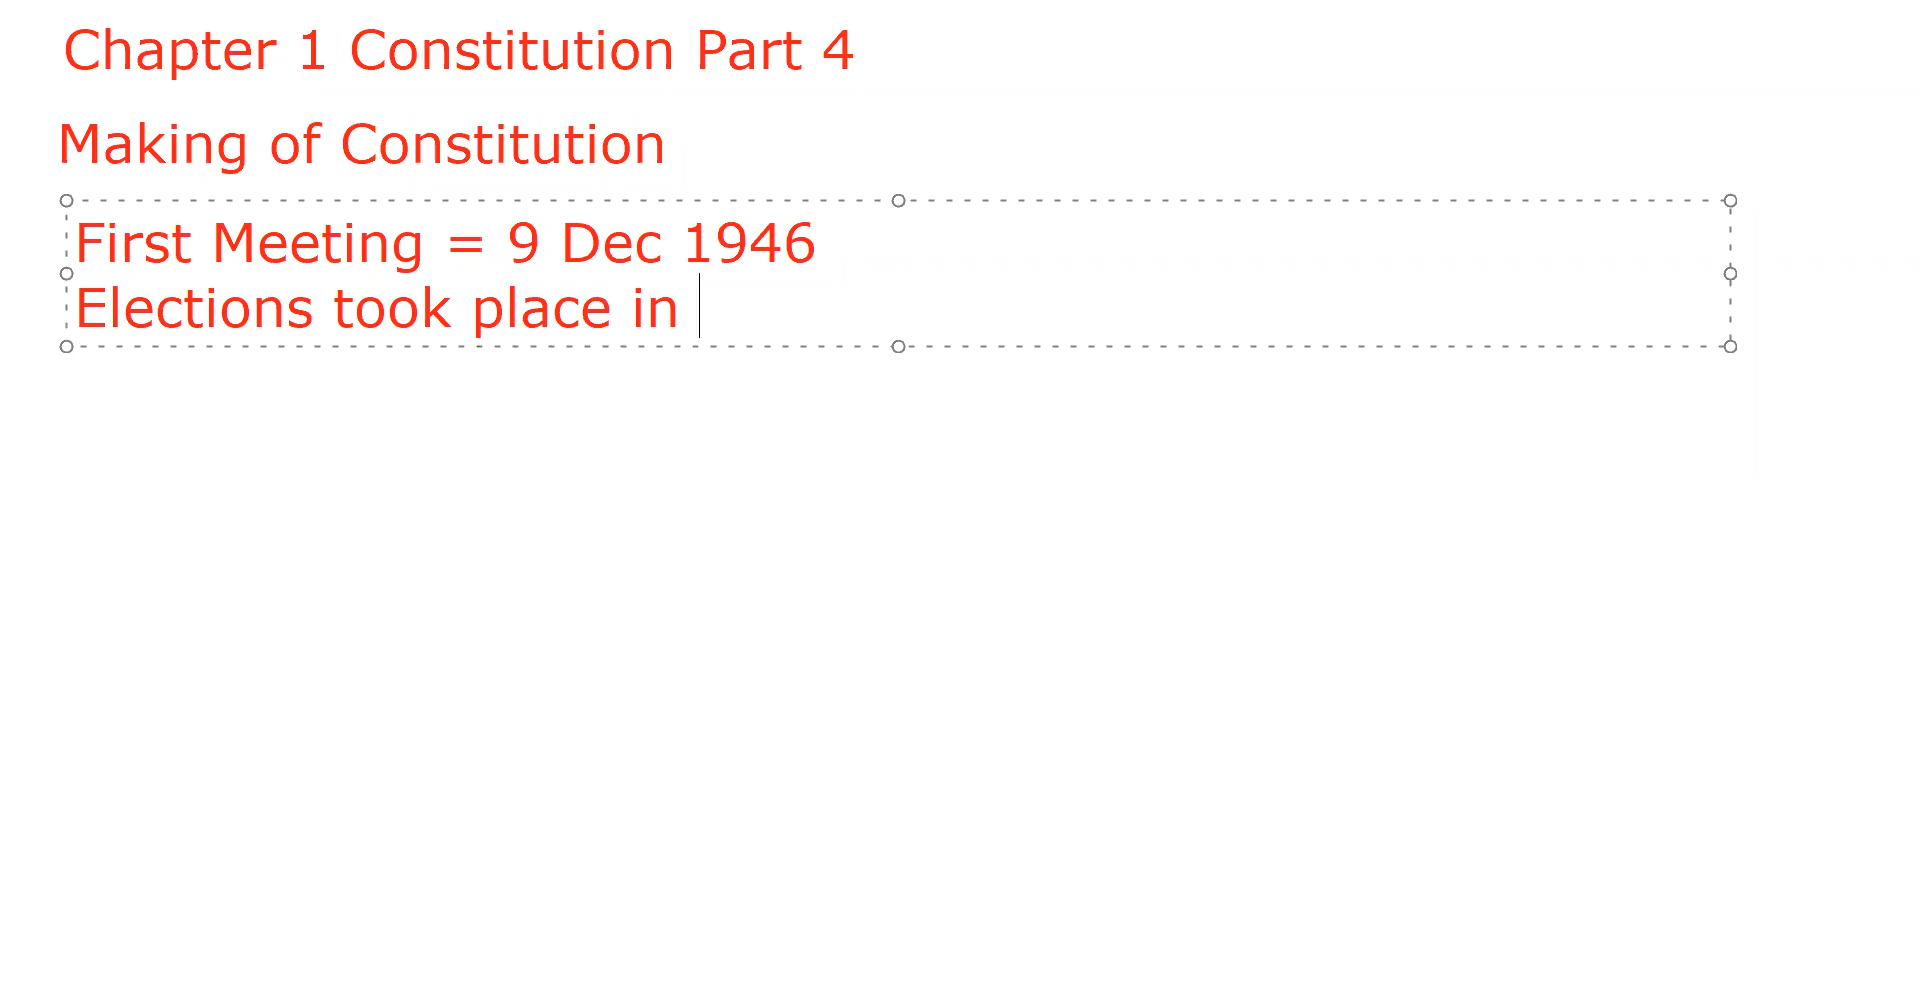 Chapter 1 Constitution Part 4
Making of Constitution
First Meeting = 9 Dec 1946
Elections took place in